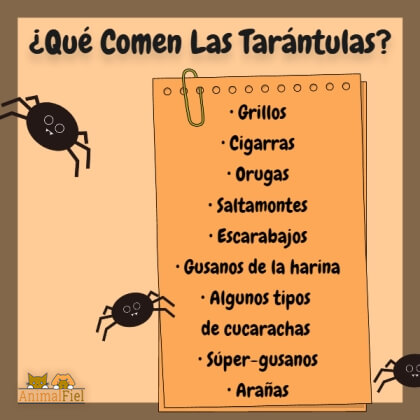 ¿Qué Comen Las Tarántulas?
· Grillos
· Cigarras
· Orugas
· Saltamontes
· Escarabajos
· Gusanos de la harina
· Algunos tipos
de cucarachas
· Súper-gusanos
· Arañas
AnimalFiel